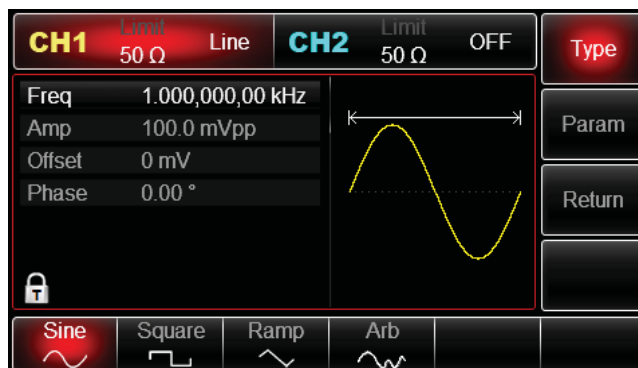 CH1 Limit 50 Ω Line CH2 Limit 50 Ω OFF
Type
Freq 1.000,000,00 kHz
Amp 100.0 mVpp
Offset 0 mV
Phase 0.00 °
Param
Return
T
Sine Square Ramp Arb